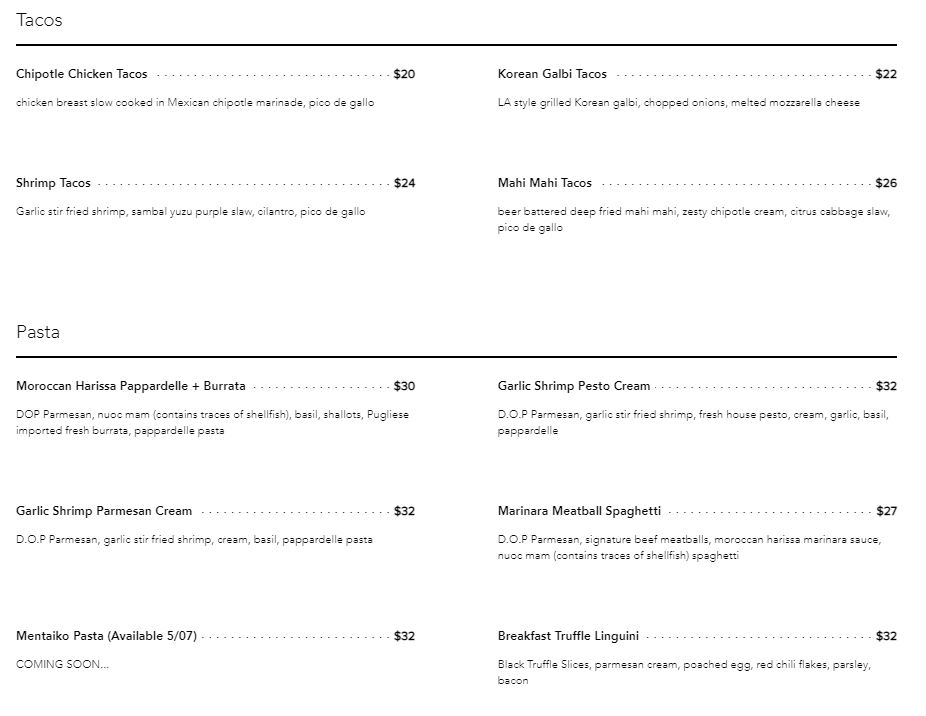 Tacos
Chipotle Chicken Tacos $20
chicken breast slow cooked in Mexican chipotle marinade, pico de gallo
Korean Galbi Tacos $22
LA style grilled Korean galbi, chopped onions, melted mozzarella cheese
Shrimp Tacos $24
Garlic stir fried shrimp, sambal yuzu purple slaw, cilantro, pico de gallo
Mahi Mahi Tacos $26
beer battered deep fried mahi mahi, zesty chipotle cream, citrus cabbage slaw,
pico de gallo
Pasta
Moroccan Harissa Pappardelle + Burrata $30
DOP Parmesan, nuoc mam (contains traces of shellfish), basil, shallots, Pugliese
imported fresh burrata, pappardelle pasta
Garlic Shrimp Pesto Cream $32
D.O.P Parmesan, garlic stir fried shrimp, fresh house pesto, cream, garlic, basil,
pappardelle
Garlic Shrimp Parmesan Cream $32
D.O.P Parmesan, garlic stir fried shrimp, cream, basil, pappardelle pasta
Marinara Meatball Spaghetti $27
D.O.P Parmesan, signature beef meatballs, moroccan harissa marinara sauce,
nuoc mam (contains traces of shellfish) spaghetti
Mentaiko Pasta (Available 5/07) $32
COMING SOON...
Breakfast Truffle Linguini $32
Black Truffle Slices, parmesan cream, poached egg, red chili flakes, parsley,
bacon